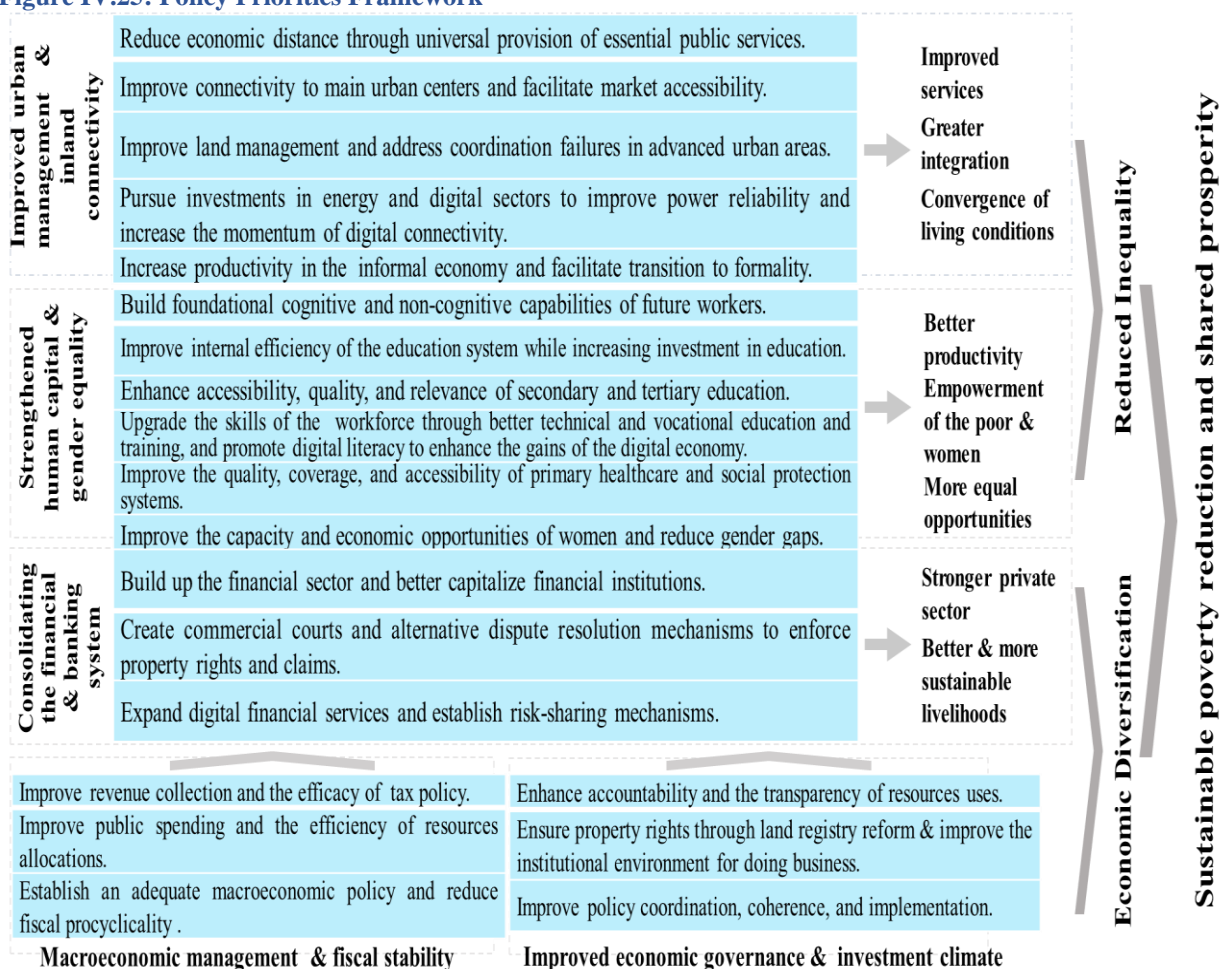 Figure IV.25: Policy Priorities Framework
Improved urban
management &
inland
connectivity
Reduce economic distance through universal provision of essential public services.
Improve connectivity to main urban centers and facilitate market accessibility.
Improve land management and address coordination failures in advanced urban areas.
Pursue investments in energy and digital sectors to improve power reliability and
increase the momentum of digital connectivity.
Increase productivity in the informal economy and facilitate transition to formality.
Improved
services
Greater
integration
Convergence of
living conditions
Strengthened
human capital &
gender equality
Build foundational cognitive and non-cognitive capabilities of future workers.
Improve internal efficiency of the education system while increasing investment in education.
Enhance accessibility, quality, and relevance of secondary and tertiary education.
Upgrade the skills of the workforce through better technical and vocational education and
training, and promote digital literacy to enhance the gains of the digital economy.
Improve the quality, coverage, and accessibility of primary healthcare and social protection
systems.
Improve the capacity and economic opportunities of women and reduce gender gaps.
Better
productivity
Empowerment
of the poor &
women
More equal
opportunities
Consolidating
the financial
& banking
system
Build up the financial sector and better capitalize financial institutions.
Create commercial courts and alternative dispute resolution mechanisms to enforce
property rights and claims.
Expand digital financial services and establish risk-sharing mechanisms.
Stronger private
sector
Better & more
sustainable
livelihoods
Improve revenue collection and the efficacy of tax policy.
Improve public spending and the efficiency of resources
allocations.
Establish an adequate macroeconomic policy and reduce
fiscal procyclicality .
Macroeconomic management & fiscal stability
Enhance accountability and the transparency of resources uses.
Ensure property rights through land registry reform & improve the
institutional environment for doing business.
Improve policy coordination, coherence, and implementation.
Improved economic governance & investment climate
Reduced Inequality
Economic Diversification
Sustainable poverty reduction and shared prosperity